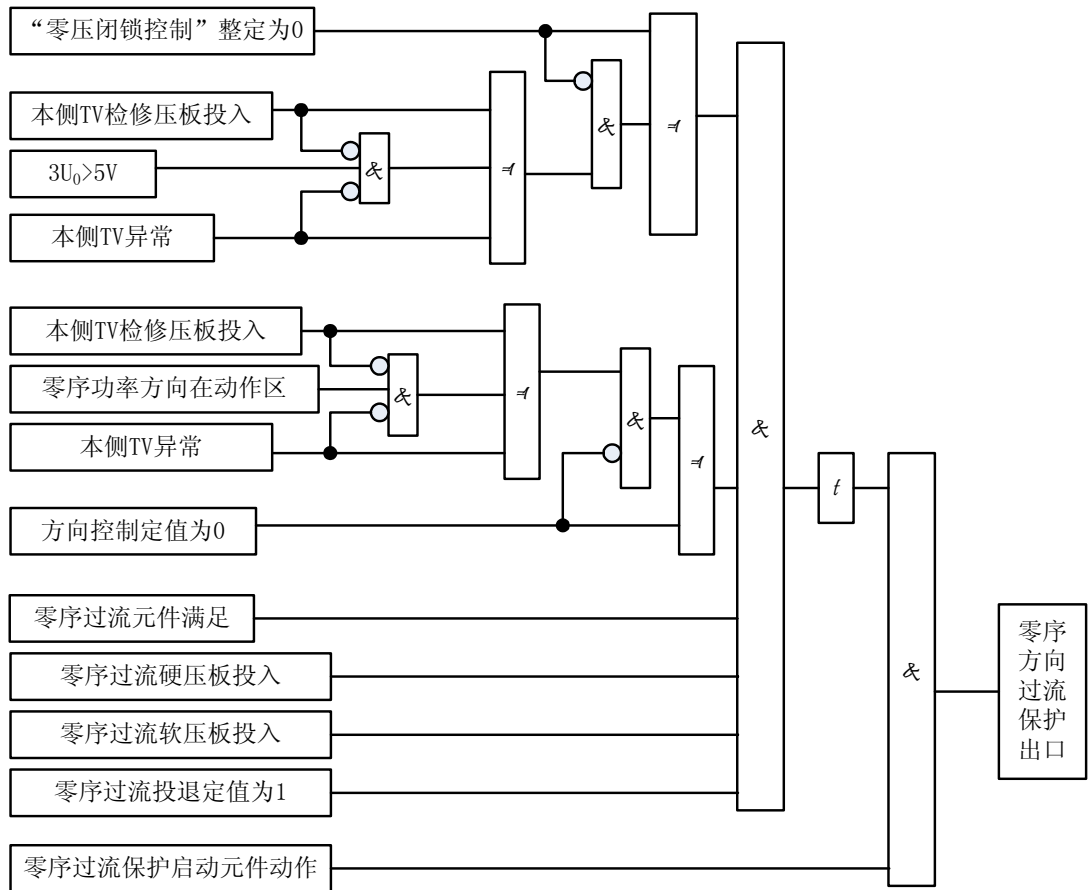 “零压闭锁控制”整定为0
本侧TV检修压板投入
3U₀>5V
本侧TV异常
&
≥1
&
≥1
本侧TV检修压板投入
零序功率方向在动作区
本侧TV异常
方向控制定值为0
&
≥1
&
≥1
零序过流元件满足
零序过流硬压板投入
零序过流软压板投入
零序过流投退定值为1
&
t
零序过流保护启动元件动作
&
零序
方向
过流
保护
出口